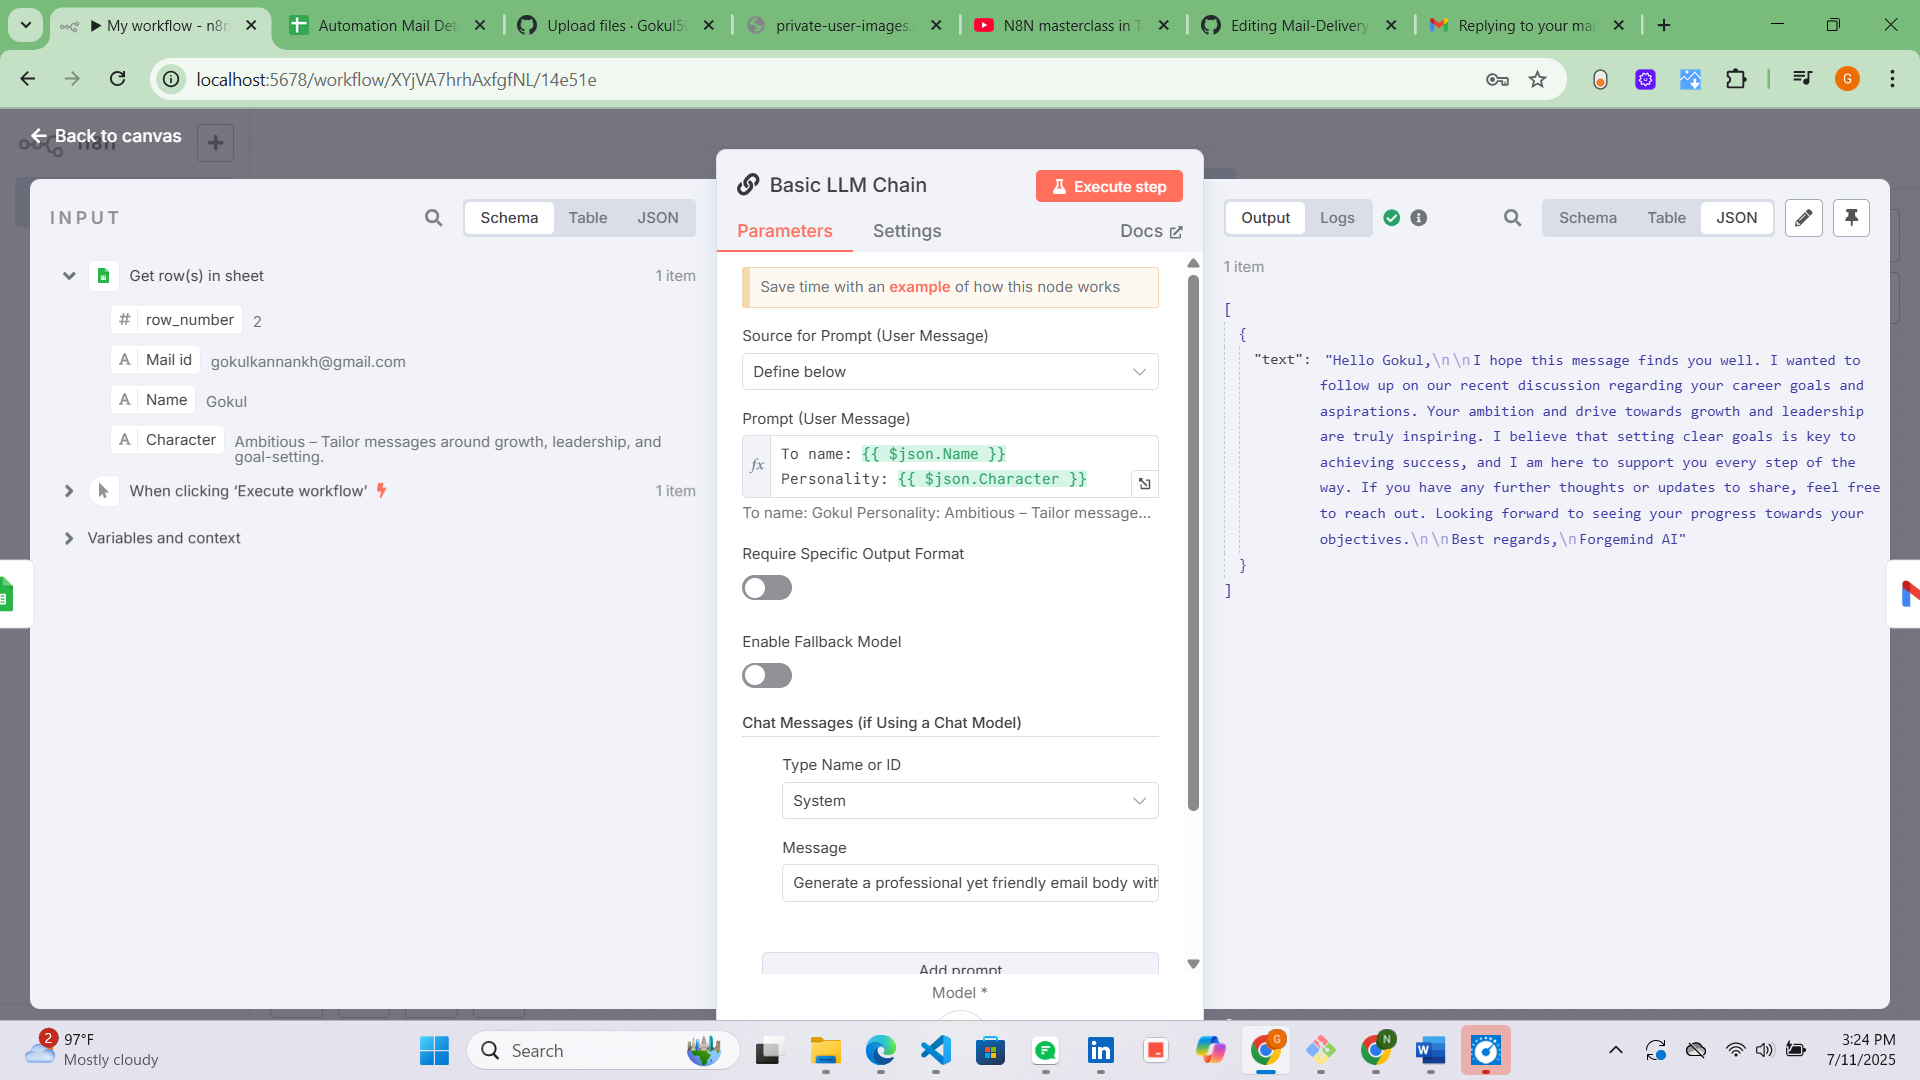 ▶ My workflow - n8n
Automation Mail Det
Upload files · Gokul5
private-user-images.
N8N masterclass in T
Editing Mail-Delivery
Replying to your mai
localhost:5678/workflow/XYjVA7hrhAxfgfNL/14e51e
G
Back to canvas
n8n
INPUT
Schema
Table
JSON
Get row(s) in sheet
1 item
# row_number 2
A Mail id gokulkannankh@gmail.com
A Name Gokul
A Character Ambitious – Tailor messages around growth, leadership, and
goal-setting.
When clicking ‘Execute workflow’
1 item
Variables and context
Basic LLM Chain
Execute step
Parameters
Settings
Docs
Save time with an example of how this node works
Source for Prompt (User Message)
Define below
Prompt (User Message)
fx
To name: {{ $json.Name }}
Personality: {{ $json.Character }}
To name: Gokul Personality: Ambitious – Tailor message...
Require Specific Output Format
Enable Fallback Model
Chat Messages (if Using a Chat Model)
Type Name or ID
System
Message
Generate a professional yet friendly email body with
Add prompt
Model *
Output
Logs
Schema
Table
JSON
1 item
[
{
"text": "Hello Gokul,\n\nI hope this message finds you well. I wanted to
follow up on our recent discussion regarding your career goals and
aspirations. Your ambition and drive towards growth and leadership
are truly inspiring. I believe that setting clear goals is key to
achieving success, and I am here to support you every step of the
way. If you have any further thoughts or updates to share, feel free
to reach out. Looking forward to seeing your progress towards your
objectives.\n\nBest regards,\nForgemind AI"
}
]
2
97°F
Mostly cloudy
Search
G
N
3:24 PM
7/11/2025